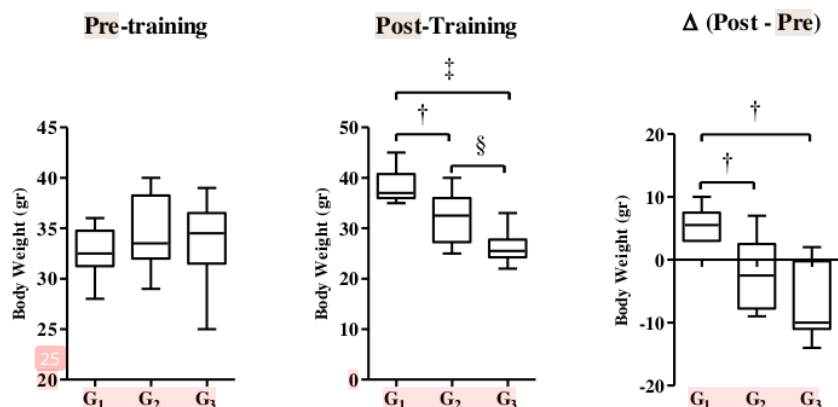 Pre-training
Post-Training
Δ (Post - Pre)
Body Weight (gr)
45
40
35
30
25
25
20
G1
G2
G3
Body Weight (gr)
50
40
30
20
10
0
‡
†
§
G1
G2
G3
Body Weight (gr)
20
10
0
-10
-20
†
†
G1
G2
G3